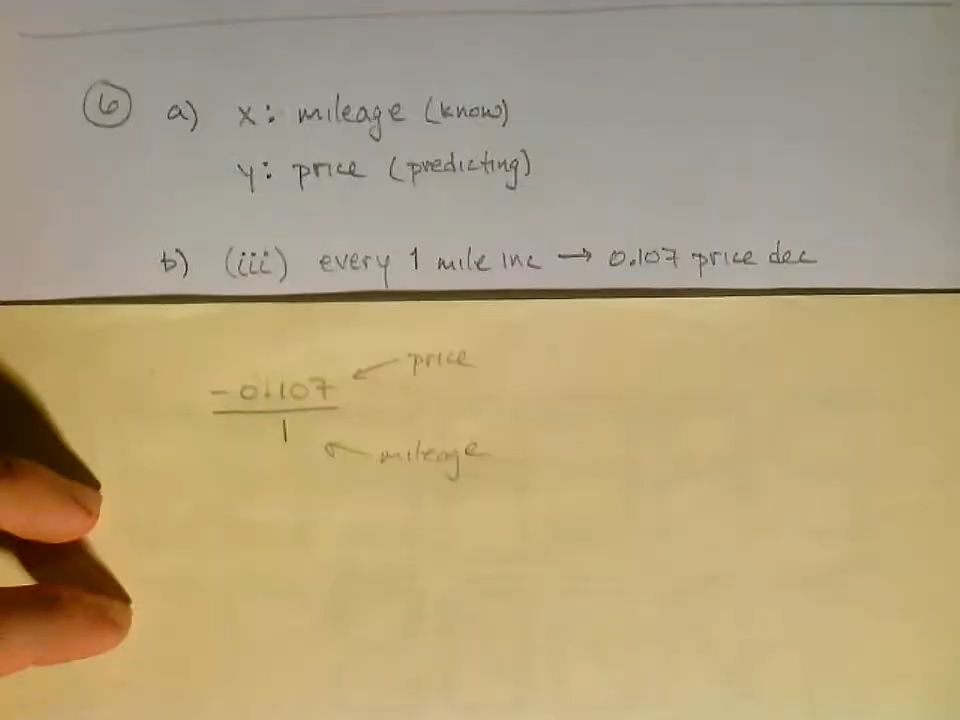 6 a) x: mileage (know)
y: price (predicting)
b) (iii) every 1 mile inc → 0.107 price dec
-0.107 ← price
1 ← mileage